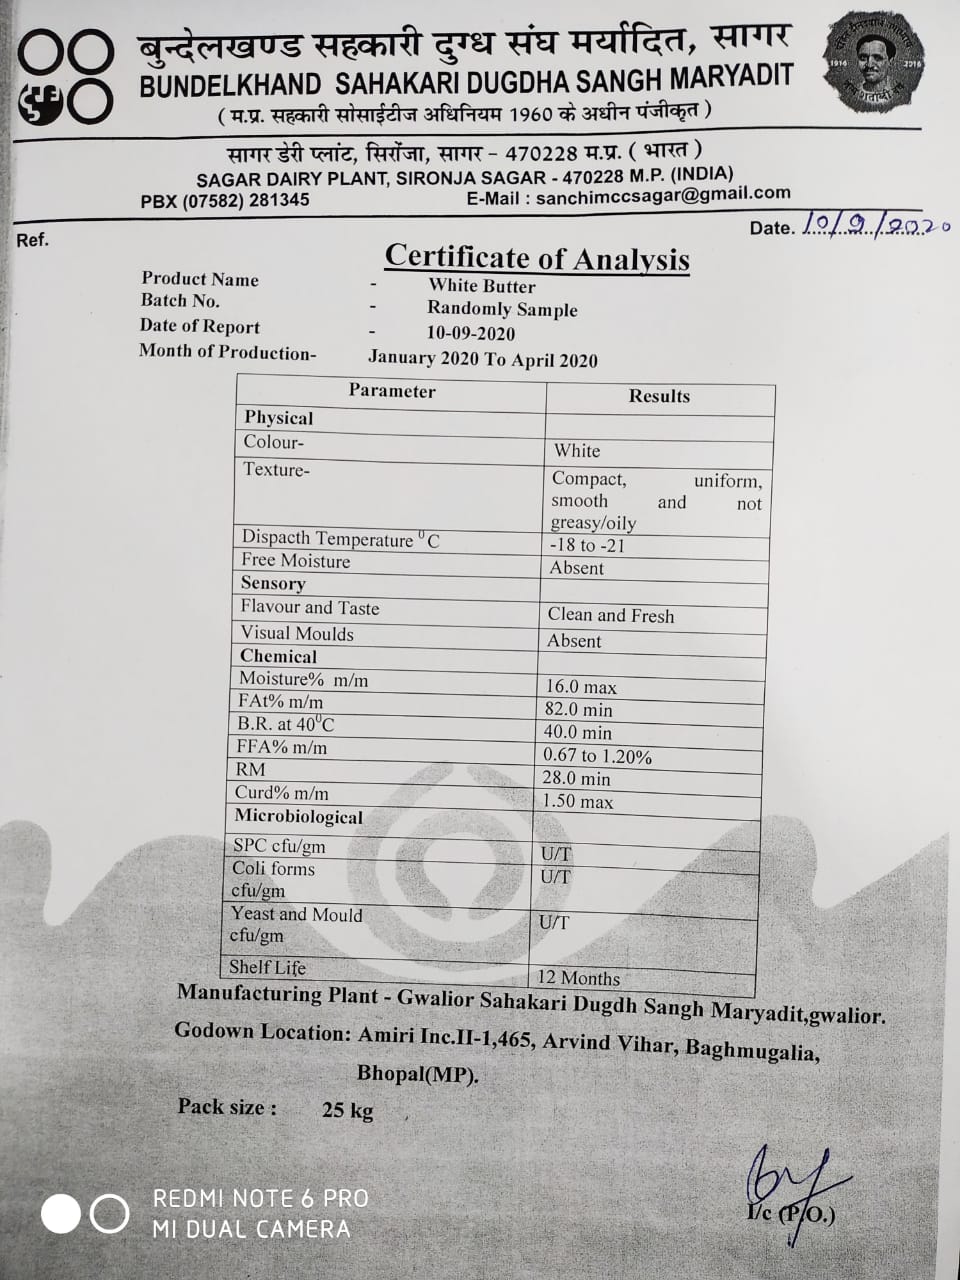 बुन्देलखण्ड सहकारी दुग्ध संघ मर्यादित, सागर
BUNDELKHAND SAHAKARI DUGDHA SANGH MARYADIT
( म.प्र. सहकारी सोसाईटीज अधिनियम 1960 के अधीन पंजीकृत )
1916 2016
सागर डेरी प्लांट, सिरोंजा, सागर - 470228 म.प्र. ( भारत )
SAGAR DAIRY PLANT, SIRONJA SAGAR - 470228 M.P. (INDIA)
PBX (07582) 281345 E-Mail : sanchimccsagar@gmail.com
Ref. Date. 10/9/2020
Certificate of Analysis
Product Name - White Butter
Batch No. - Randomly Sample
Date of Report - 10-09-2020
Month of Production- January 2020 To April 2020
Parameter Results
Physical
Colour- White
Texture- Compact, uniform,
smooth and not
greasy/oily
Dispacth Temperature ⁰C -18 to -21
Free Moisture Absent
Sensory
Flavour and Taste Clean and Fresh
Visual Moulds Absent
Chemical
Moisture% m/m 16.0 max
FAt% m/m 82.0 min
B.R. at 40⁰C 40.0 min
FFA% m/m 0.67 to 1.20%
RM 28.0 min
Curd% m/m 1.50 max
Microbiological
SPC cfu/gm U/T
Coli forms U/T
cfu/gm
Yeast and Mould U/T
cfu/gm
Shelf Life 12 Months
Manufacturing Plant - Gwalior Sahakari Dugdh Sangh Maryadit,gwalior.
Godown Location: Amiri Inc.II-1,465, Arvind Vihar, Baghmugalia,
Bhopal(MP).
Pack size : 25 kg
I/c (P.O.)
REDMI NOTE 6 PRO
MI DUAL CAMERA